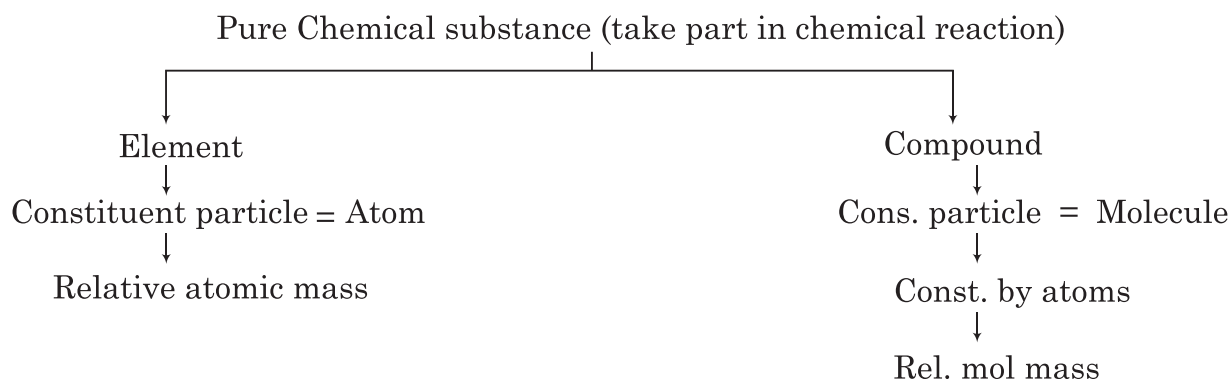 Pure Chemical substance (take part in chemical reaction)
Element
Compound
Constituent particle = Atom
Cons. particle = Molecule
Relative atomic mass
Const. by atoms
Rel. mol mass